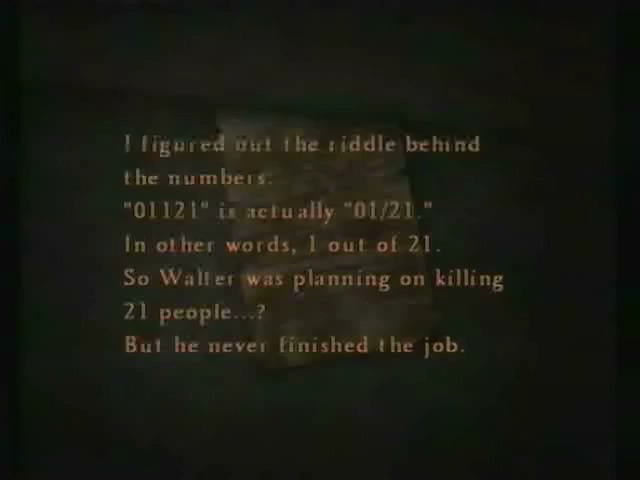 I figured out the riddle behind
the numbers.
"01121" is actually "01/21."
In other words, 1 out of 21.
So Walter was planning on killing
21 people...?
But he never finished the job.